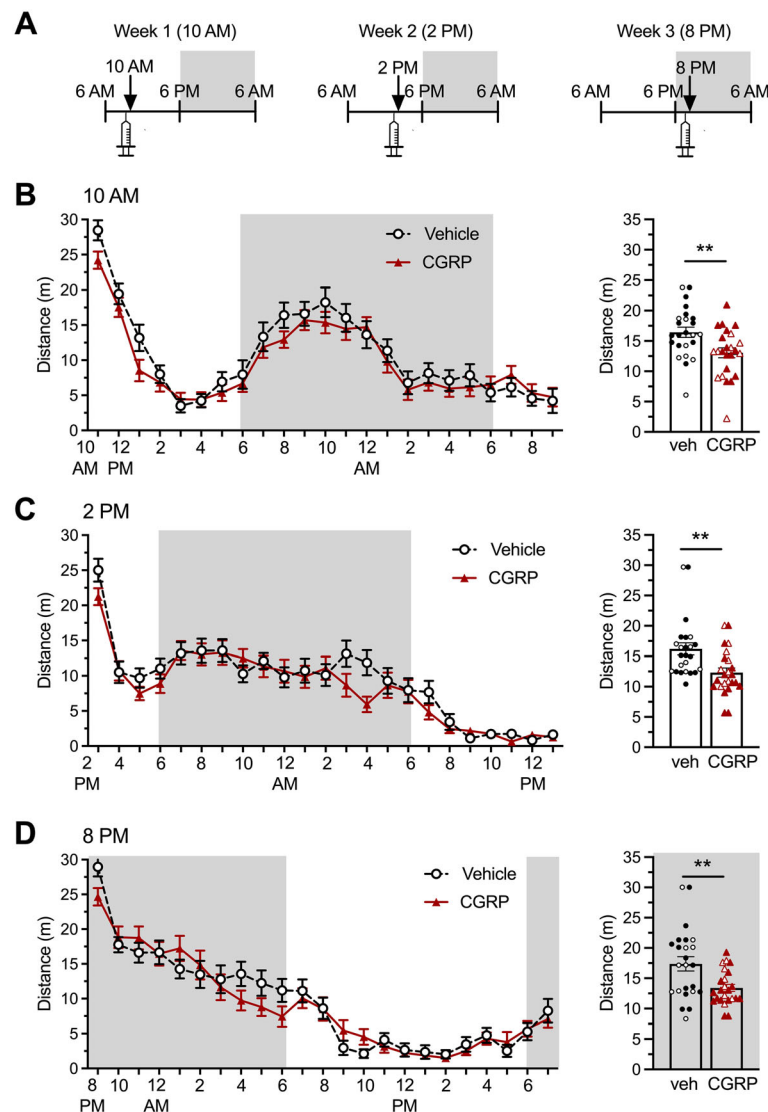 A
Week 1 (10 AM)
Week 2 (2 PM)
Week 3 (8 PM)
10 AM
2 PM
8 PM
6 AM
6 PM
6 AM
6 AM
6 PM
6 AM
6 AM
6 PM
6 AM
B
10 AM
Distance (m)
30
25
20
15
10
5
0
Vehicle
CGRP
10 12 2 4 6 8 10 12 2 4 6 8
AM PM AM
Distance (m)
35
30
25
20
15
10
5
0
**
veh CGRP
C
2 PM
Distance (m)
30
25
20
15
10
5
0
Vehicle
CGRP
2 4 6 8 10 12 2 4 6 8 10 12
PM AM PM
Distance (m)
35
30
25
20
15
10
5
0
**
veh CGRP
D
8 PM
Distance (m)
30
25
20
15
10
5
0
Vehicle
CGRP
8 10 12 2 4 6 8 10 12 2 4 6
PM AM PM
Distance (m)
35
30
25
20
15
10
5
0
**
veh CGRP